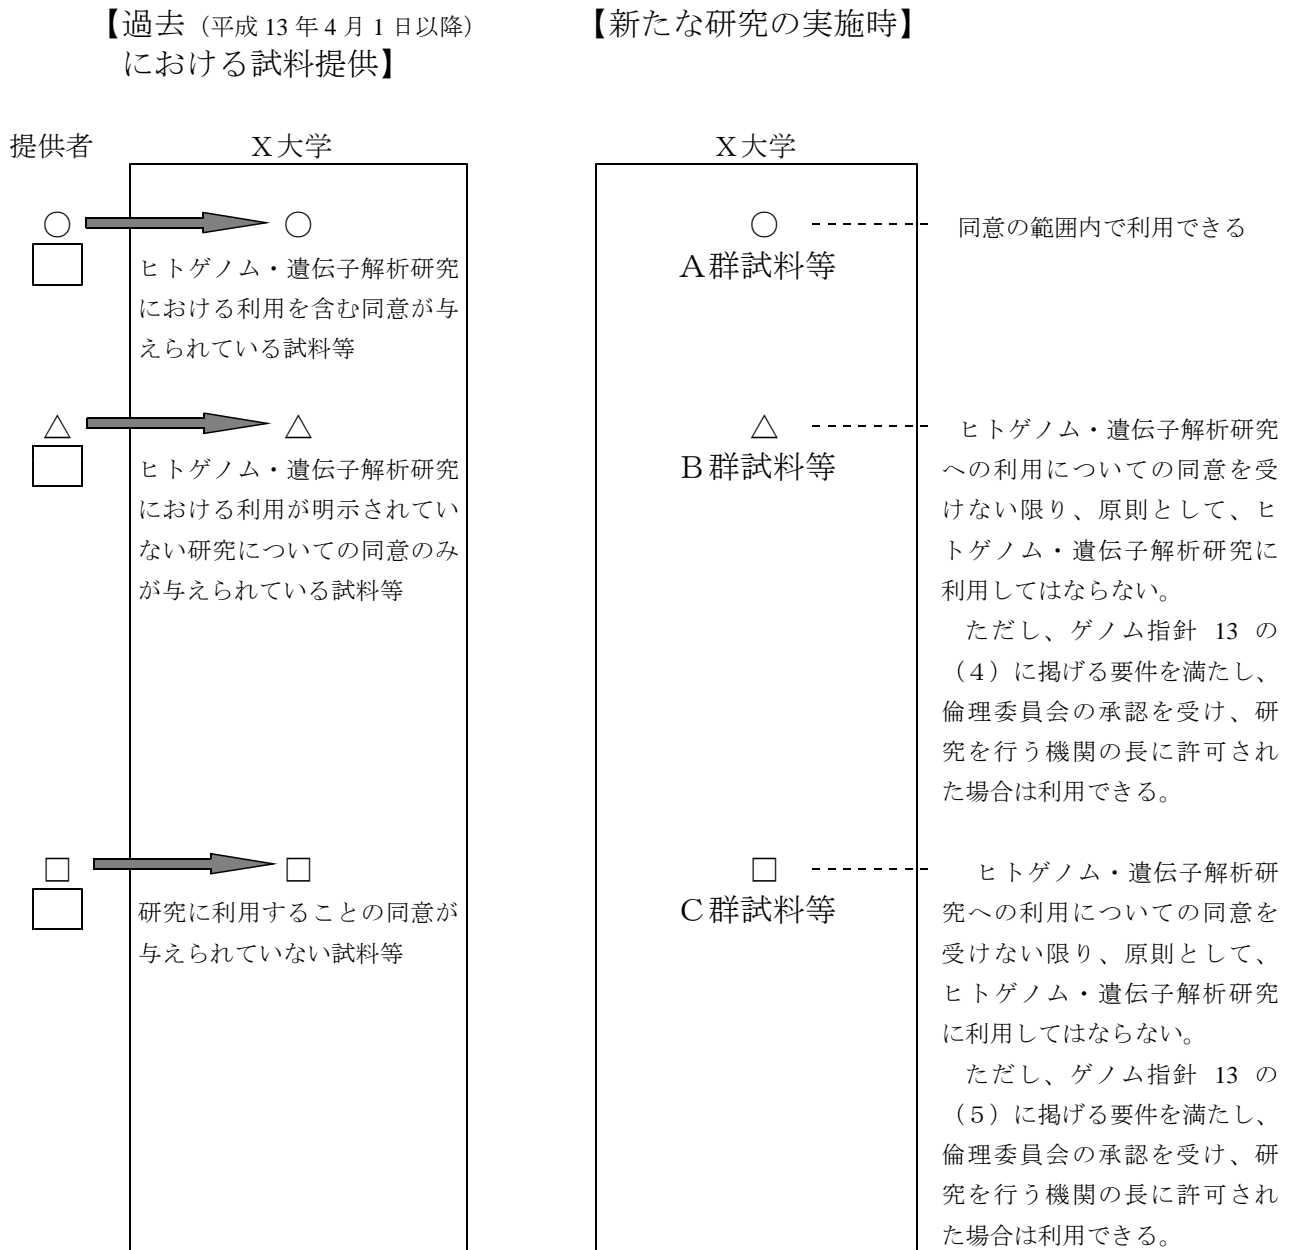 【過去（平成 13 年 4 月 1 日以降）
における試料提供】
【新たな研究の実施時】
提供者
Ｘ大学
Ｘ大学
○
○
ヒトゲノム・遺伝子解析研究
における利用を含む同意が与
えられている試料等
○
Ａ群試料等
同意の範囲内で利用できる
△
△
ヒトゲノム・遺伝子解析研究
における利用が明示されてい
ない研究についての同意のみ
が与えられている試料等
△
Ｂ群試料等
ヒトゲノム・遺伝子解析研究
への利用についての同意を受
けない限り、原則として、ヒ
トゲノム・遺伝子解析研究に
利用してはならない。
ただし、ゲノム指針 13 の
（４）に掲げる要件を満たし、
倫理委員会の承認を受け、研
究を行う機関の長に許可され
た場合は利用できる。
□
□
研究に利用することの同意が
与えられていない試料等
□
Ｃ群試料等
ヒトゲノム・遺伝子解析研
究への利用についての同意を
受けない限り、原則として、
ヒトゲノム・遺伝子解析研究
に利用してはならない。
ただし、ゲノム指針 13 の
（５）に掲げる要件を満たし、
倫理委員会の承認を受け、研
究を行う機関の長に許可され
た場合は利用できる。